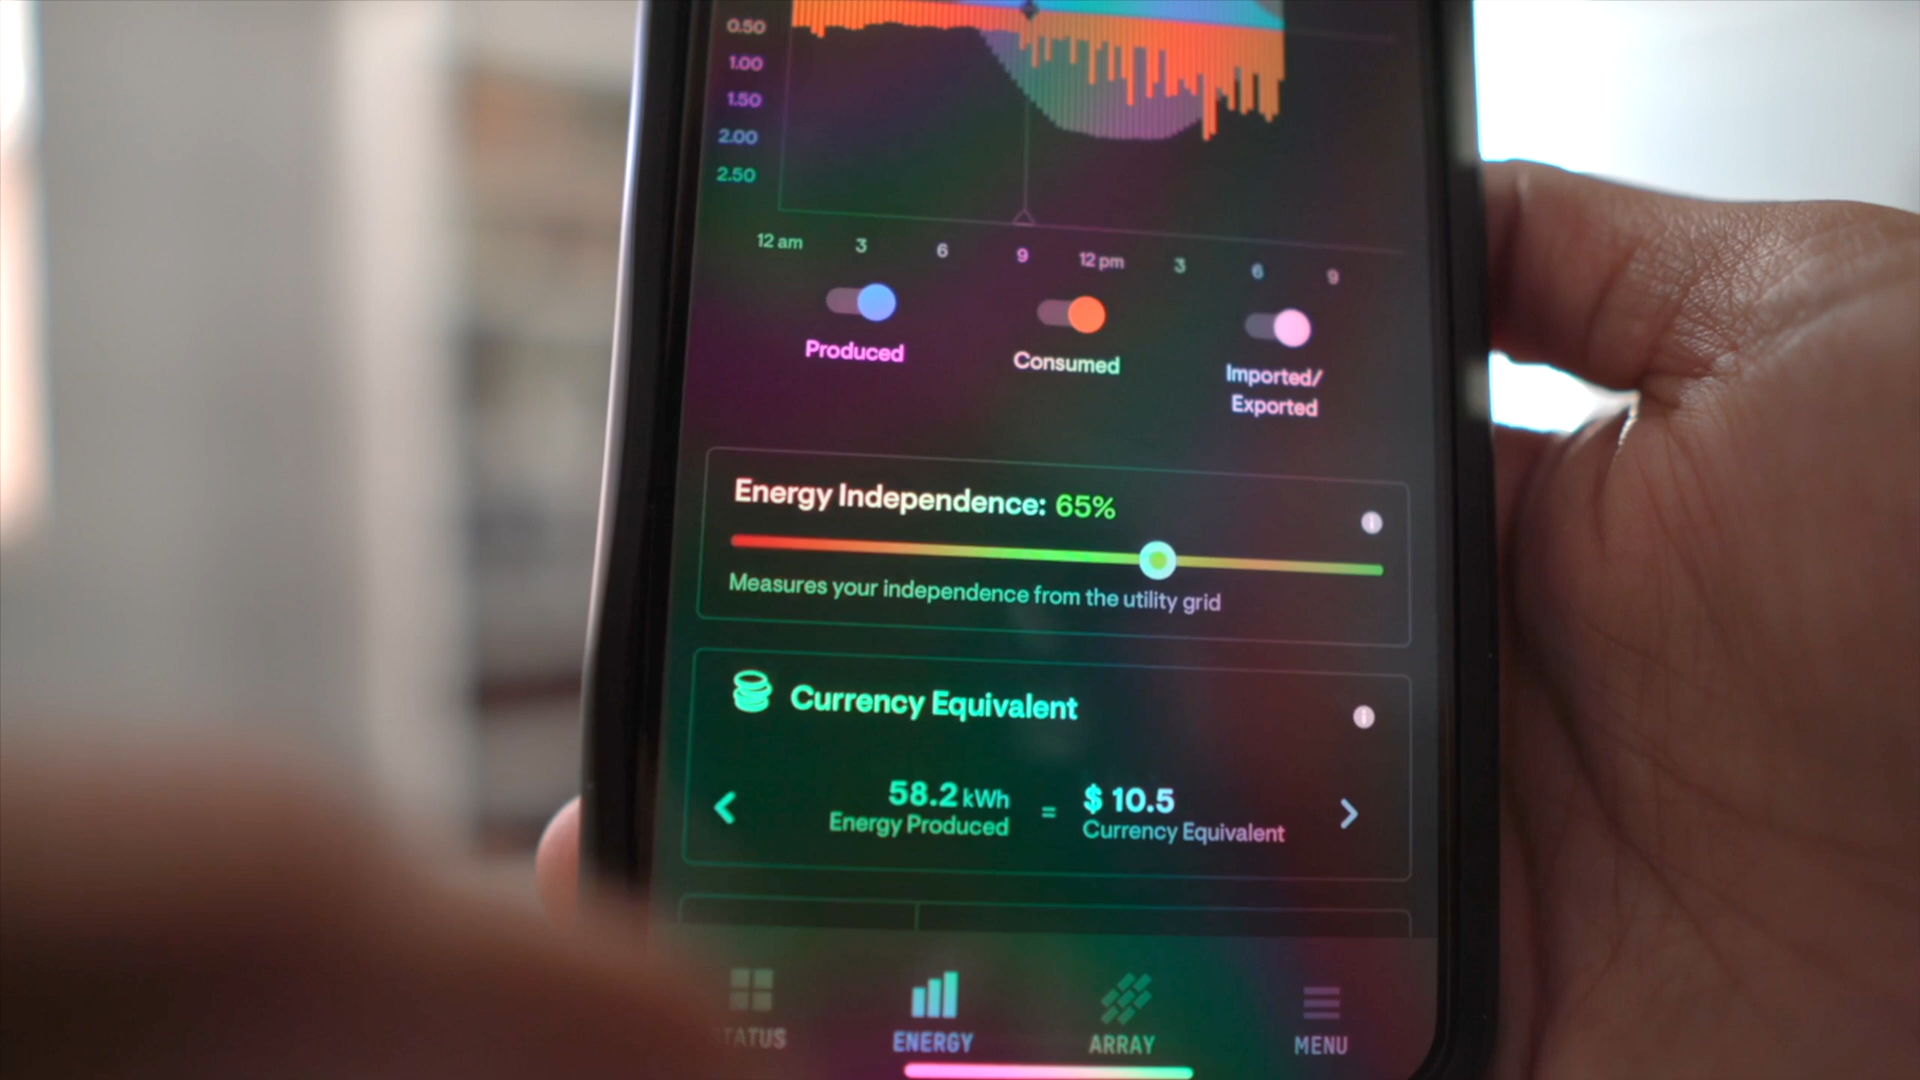 0.50
1.00
1.50
2.00
2.50
12 am 3 6 9 12 pm 3 6 9
Produced
Consumed
Imported/
Exported
Energy Independence: 65%
Measures your independence from the utility grid
Currency Equivalent
58.2 kWh = $ 10.5
Energy Produced Currency Equivalent
STATUS ENERGY ARRAY MENU